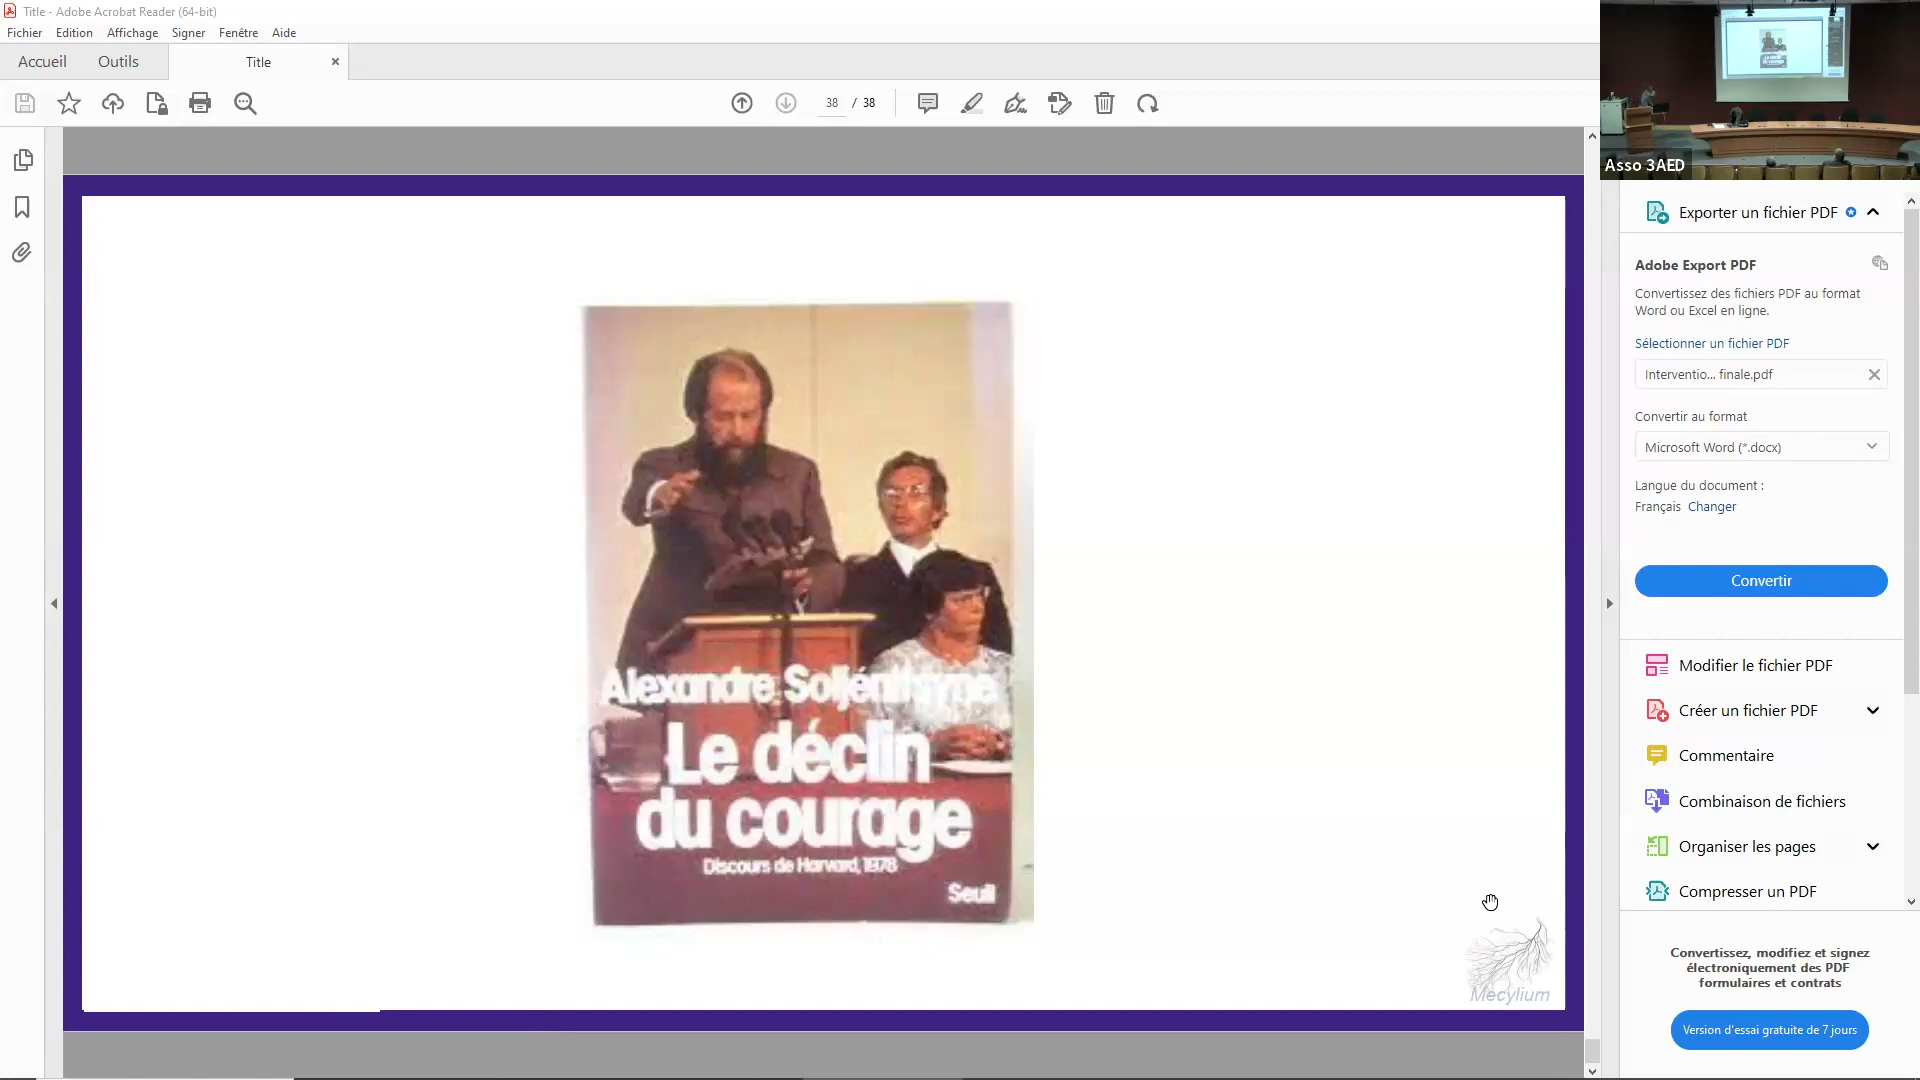 Title - Adobe Acrobat Reader (64-bit)
Fichier Edition Affichage Signer Fenêtre Aide
Accueil Outils Title
38 / 38
Asso 3AED
Exporter un fichier PDF
Adobe Export PDF
Convertissez des fichiers PDF au format
Word ou Excel en ligne.
Sélectionner un fichier PDF
Interventio... finale.pdf
Convertir au format
Microsoft Word (*.docx)
Langue du document :
Français Changer
Convertir
Modifier le fichier PDF
Créer un fichier PDF
Commentaire
Combinaison de fichiers
Organiser les pages
Compresser un PDF
Convertissez, modifiez et signez
électroniquement des PDF
formulaires et contrats
Version d'essai gratuite de 7 jours
Alexandre Soljénitsyne
Le déclin
du courage
Discours de Harvard, 1978
Seuil
Mecylium